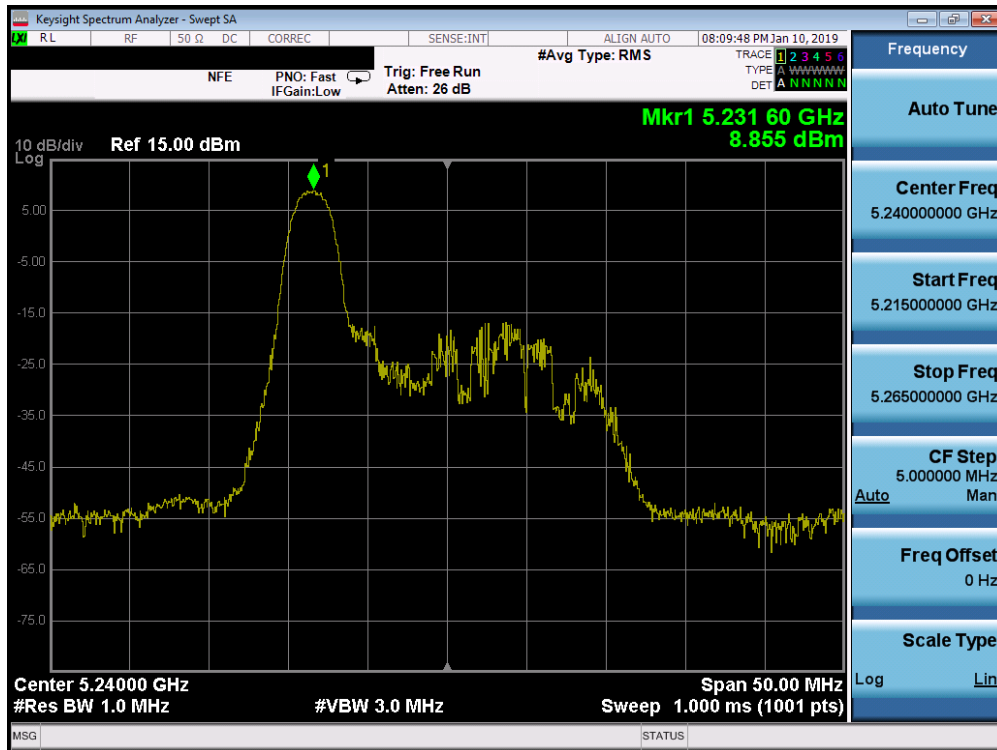 Keysight Spectrum Analyzer - Swept SA
LXI RL RF 50 Ω DC CORREC SENSE:INT ALIGN AUTO 08:09:48 PM Jan 10, 2019
#Avg Type: RMS
TRACE 1 2 3 4 5 6
TYPE A WWWWW
DET A N N N N N
NFE PNO: Fast Trig: Free Run
IFGain:Low Atten: 26 dB
Mkr1 5.231 60 GHz
8.855 dBm
10 dB/div Ref 15.00 dBm
Log
1
5.00
-5.00
-15.0
-25.0
-35.0
-45.0
-55.0
-65.0
-75.0
Center 5.24000 GHz Span 50.00 MHz
#Res BW 1.0 MHz #VBW 3.0 MHz Sweep 1.000 ms (1001 pts)
MSG STATUS
Frequency
Auto Tune
Center Freq
5.240000000 GHz
Start Freq
5.215000000 GHz
Stop Freq
5.265000000 GHz
CF Step
5.000000 MHz
Auto Man
Freq Offset
0 Hz
Scale Type
Log Lin